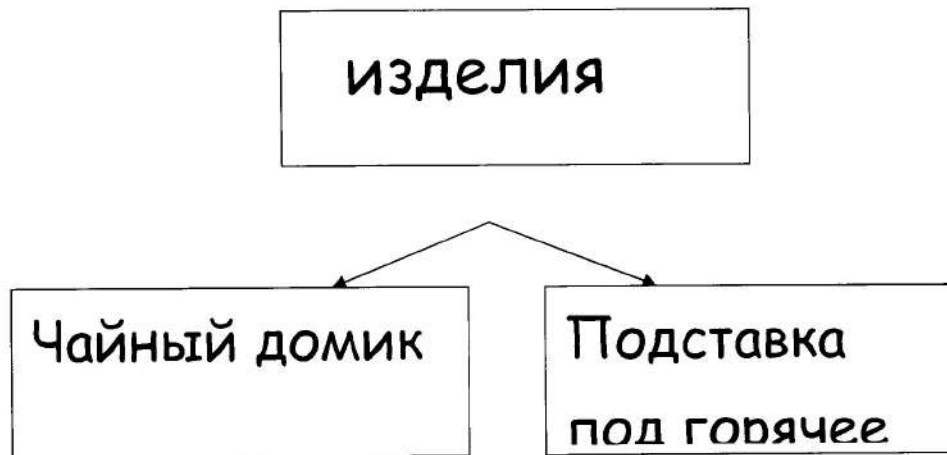 изделия
Чайный домик
Подставка
под горячее